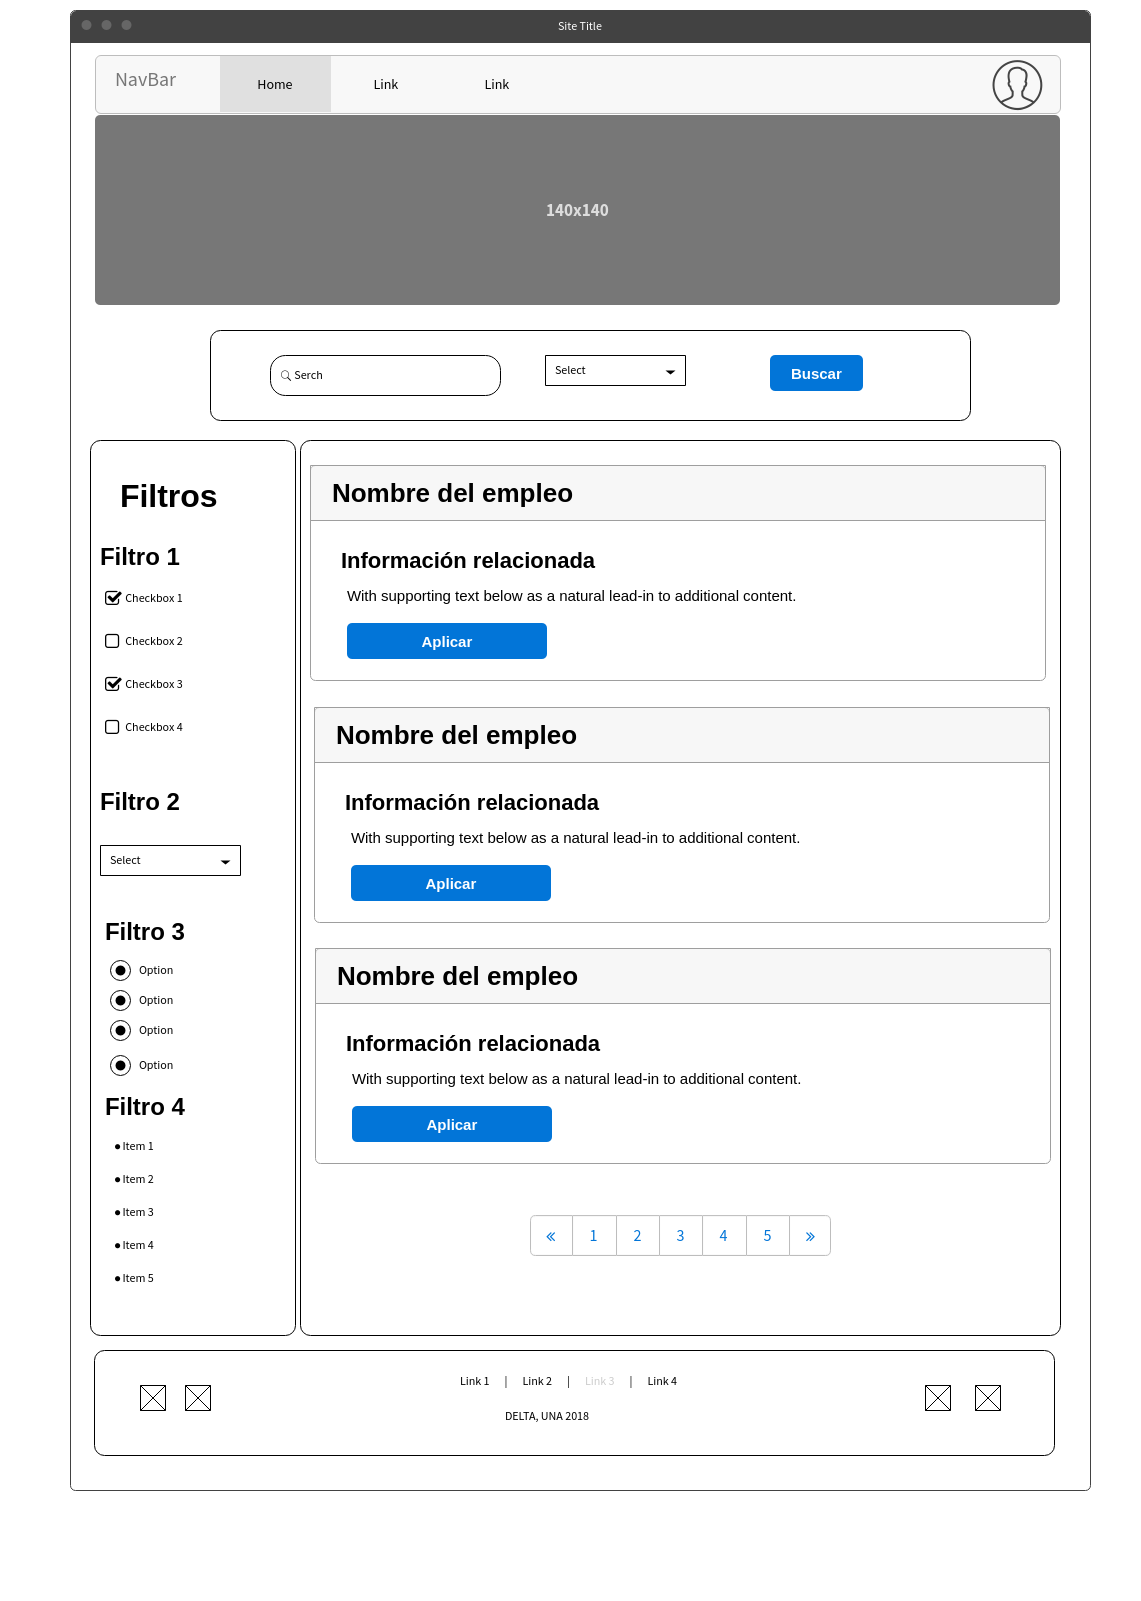 Site Title
NavBar
Home
Link
Link
140x140
Serch
Select
Buscar
Filtros
Filtro 1
Checkbox 1
Checkbox 2
Checkbox 3
Checkbox 4
Filtro 2
Select
Filtro 3
Option
Option
Option
Option
Filtro 4
Item 1
Item 2
Item 3
Item 4
Item 5
Nombre del empleo
Información relacionada
With supporting text below as a natural lead-in to additional content.
Aplicar
Nombre del empleo
Información relacionada
With supporting text below as a natural lead-in to additional content.
Aplicar
Nombre del empleo
Información relacionada
With supporting text below as a natural lead-in to additional content.
Aplicar
« 1 2 3 4 5 »
Link 1 | Link 2 | Link 3 | Link 4
DELTA, UNA 2018